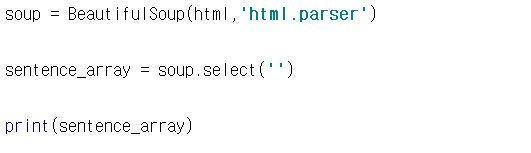 soup = BeautifulSoup(html,'html.parser')
sentence_array = soup.select('')
print(sentence_array)